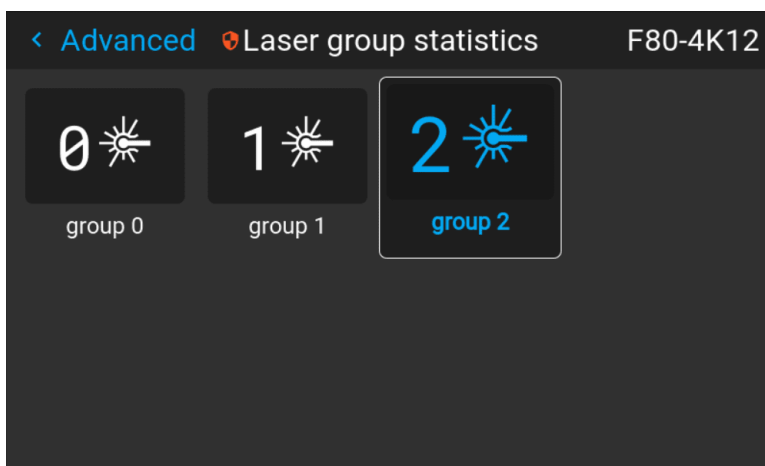 < Advanced Laser group statistics F80-4K12
0 1 2
group 0 group 1 group 2